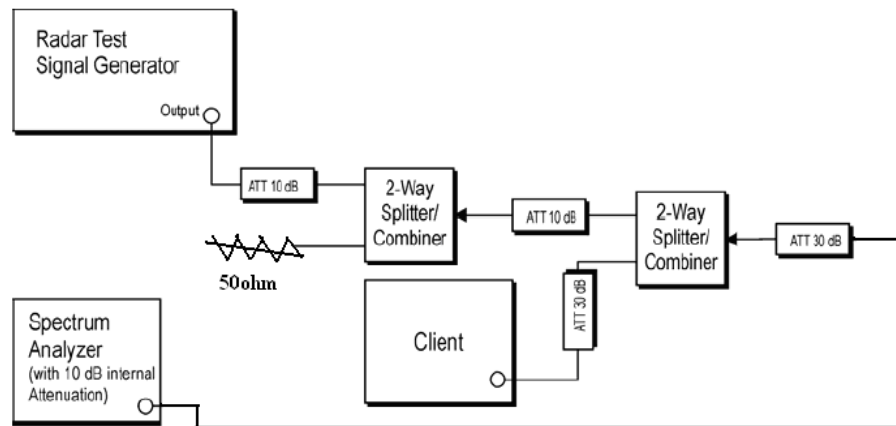 Radar Test
Signal Generator
Output
ATT 10 dB
2-Way
Splitter/
Combiner
ATT 10 dB
2-Way
Splitter/
Combiner
ATT 30 dB
50ohm
ATT 30 dB
Client
Spectrum
Analyzer
(with 10 dB internal
Attenuation)